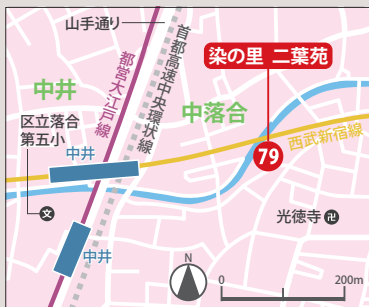 山手通り
首都高速中央環状線
都営大江戸線
染の里 二葉苑
中井
中落合
区立落合
第五小
中井
西武新宿線
79
文
光徳寺 卍
中井
N
0 200m